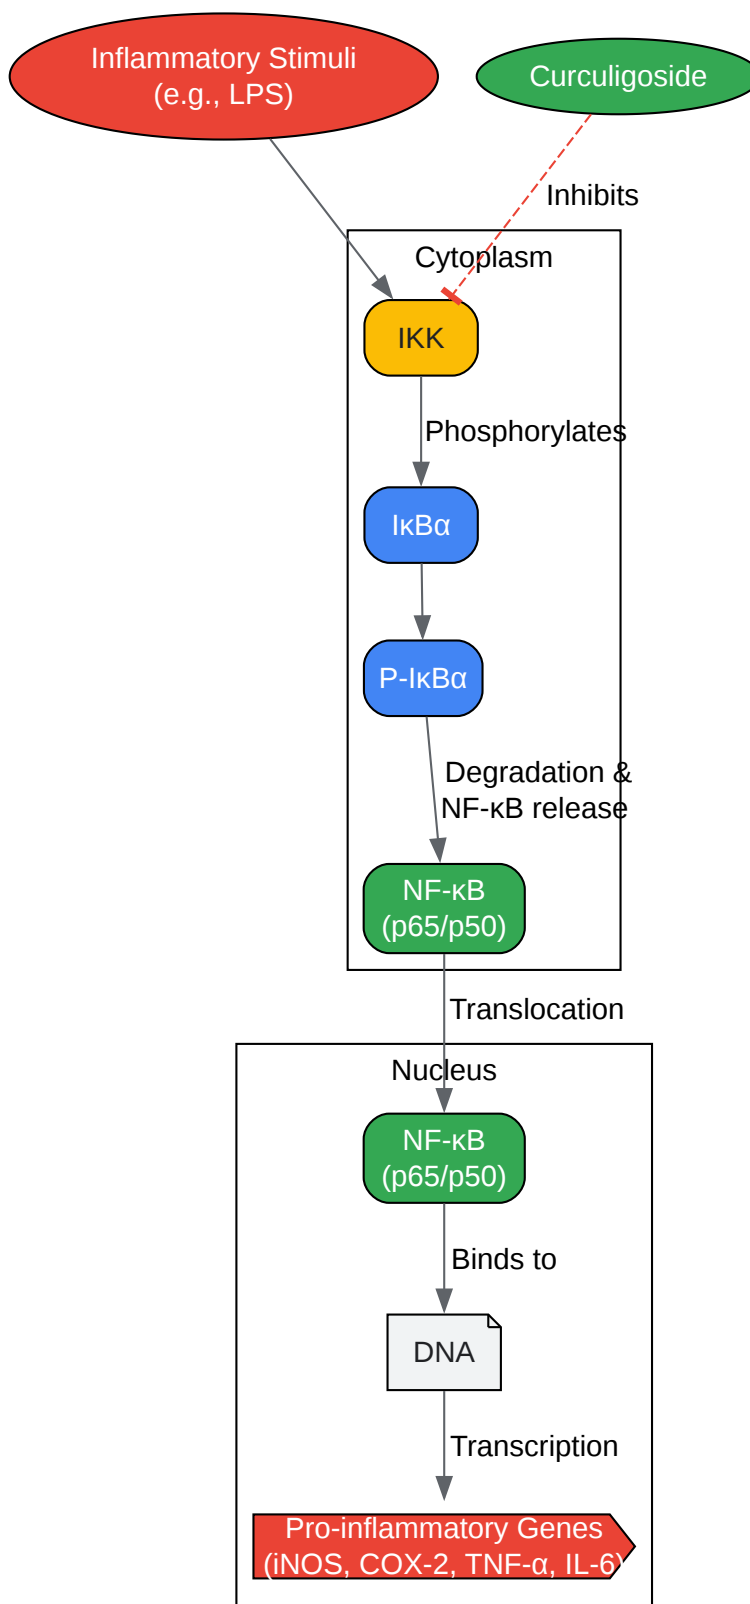 Inflammatory Stimuli
(e.g., LPS)
Curculigoside
Inhibits
Cytoplasm
IKK
Phosphorylates
IκBα
P-IκBα
Degradation &
NF-κB release
NF-κB
(p65/p50)
Translocation
Nucleus
NF-κB
(p65/p50)
Binds to
DNA
Transcription
Pro-inflammatory Genes
(iNOS, COX-2, TNF-α, IL-6)